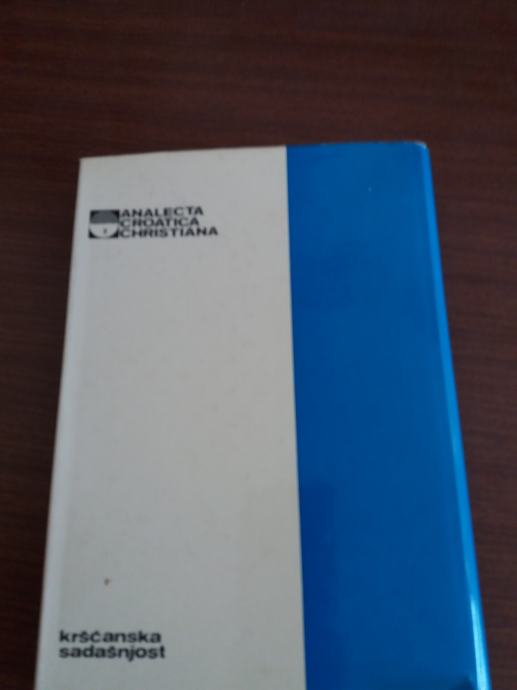 ANALECTA
CROATICA
CHRISTIANA
kršćanska
sadašnjost